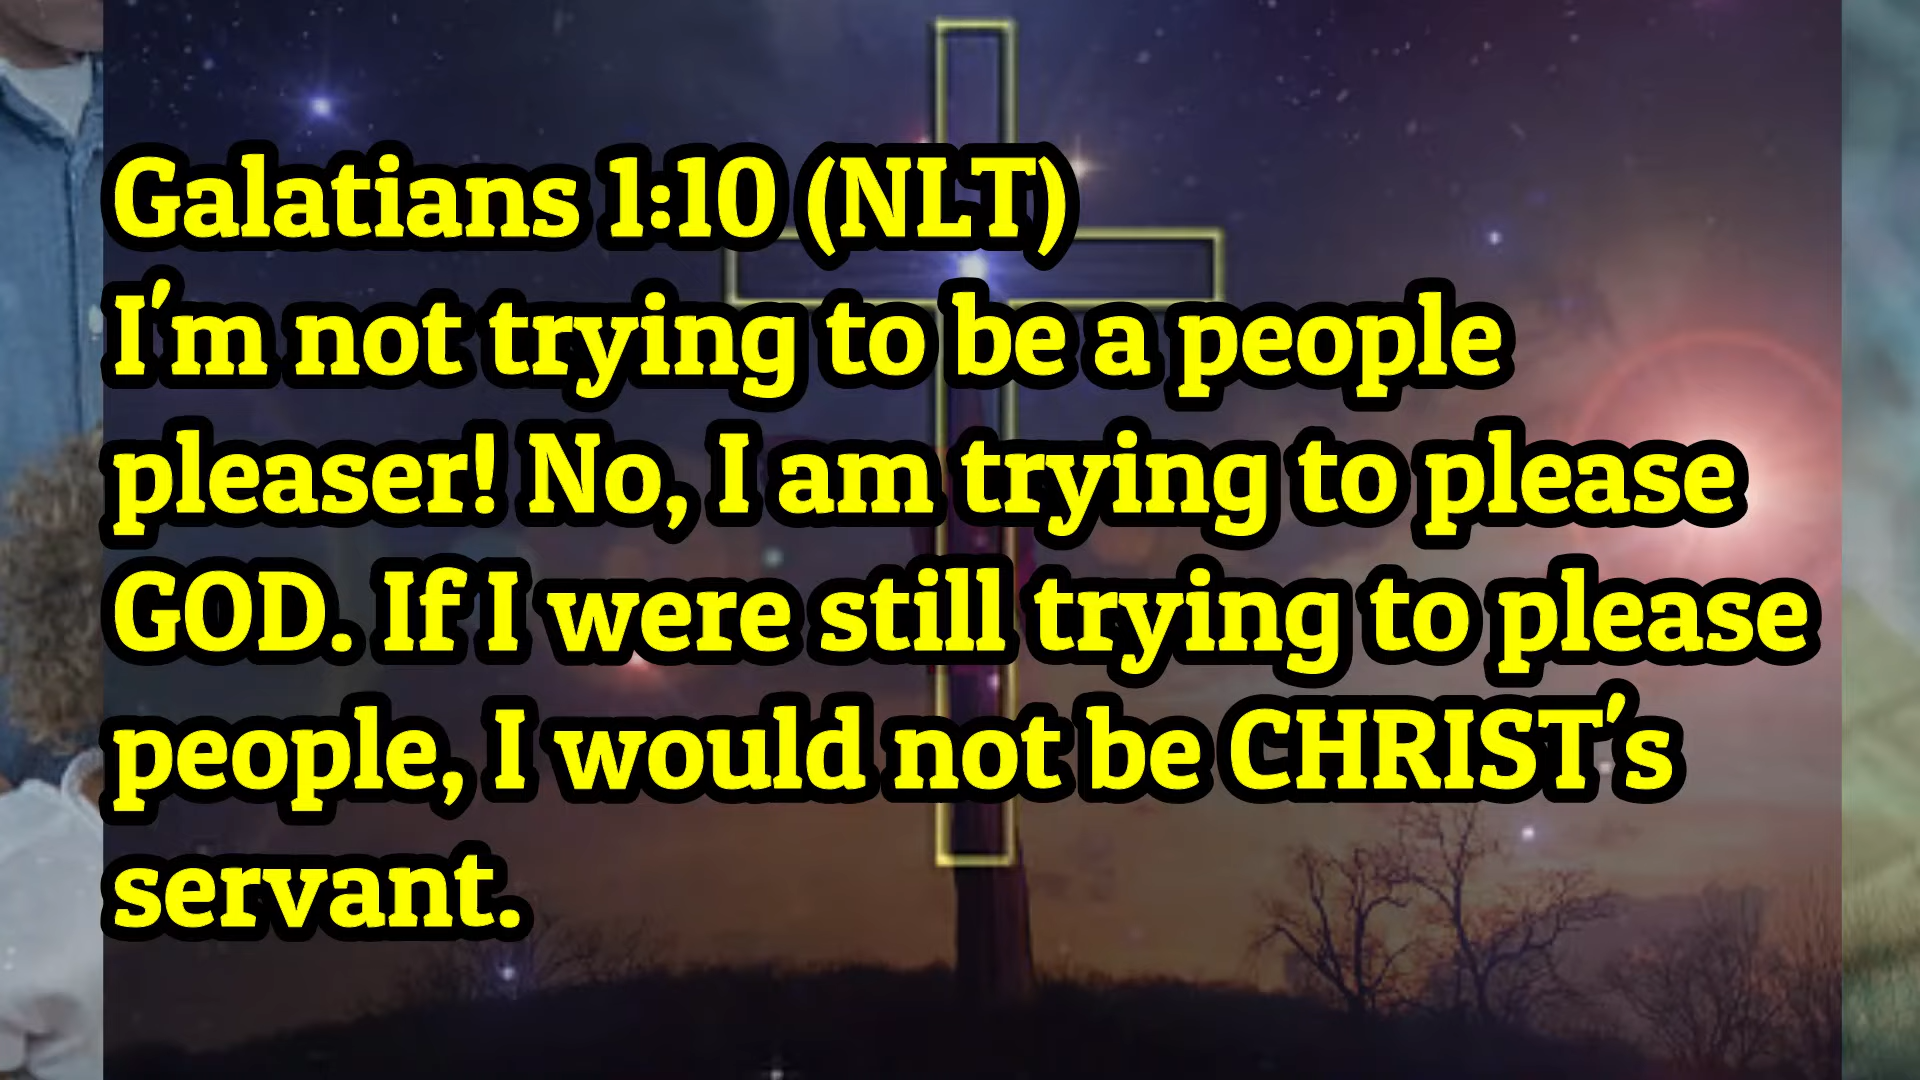 Galatians 1:10 (NLT)
I'm not trying to be a people
pleaser! No, I am trying to please
GOD. If I were still trying to please
people, I would not be CHRIST's
servant.